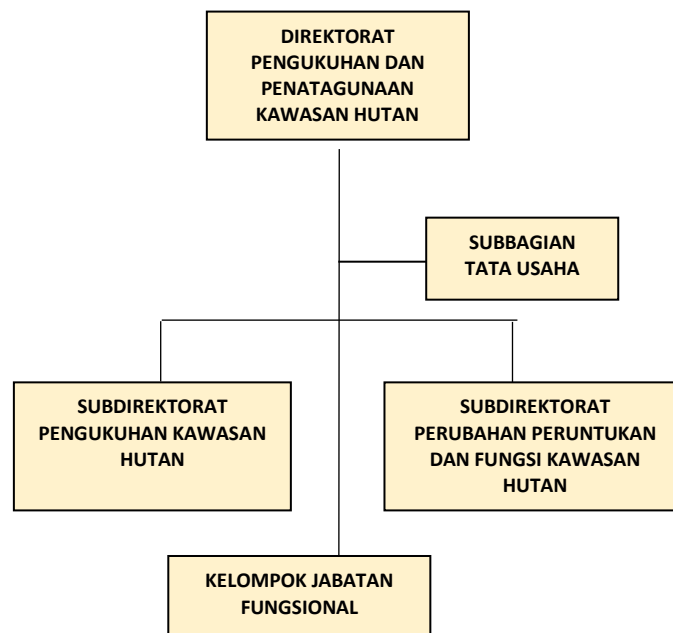 DIREKTORAT
PENGUKUHAN DAN
PENATAGUNAAN
KAWASAN HUTAN
SUBBAGIAN
TATA USAHA
SUBDIREKTORAT
PENGUKUHAN KAWASAN
HUTAN
SUBDIREKTORAT
PERUBAHAN PERUNTUKAN
DAN FUNGSI KAWASAN
HUTAN
KELOMPOK JABATAN
FUNGSIONAL